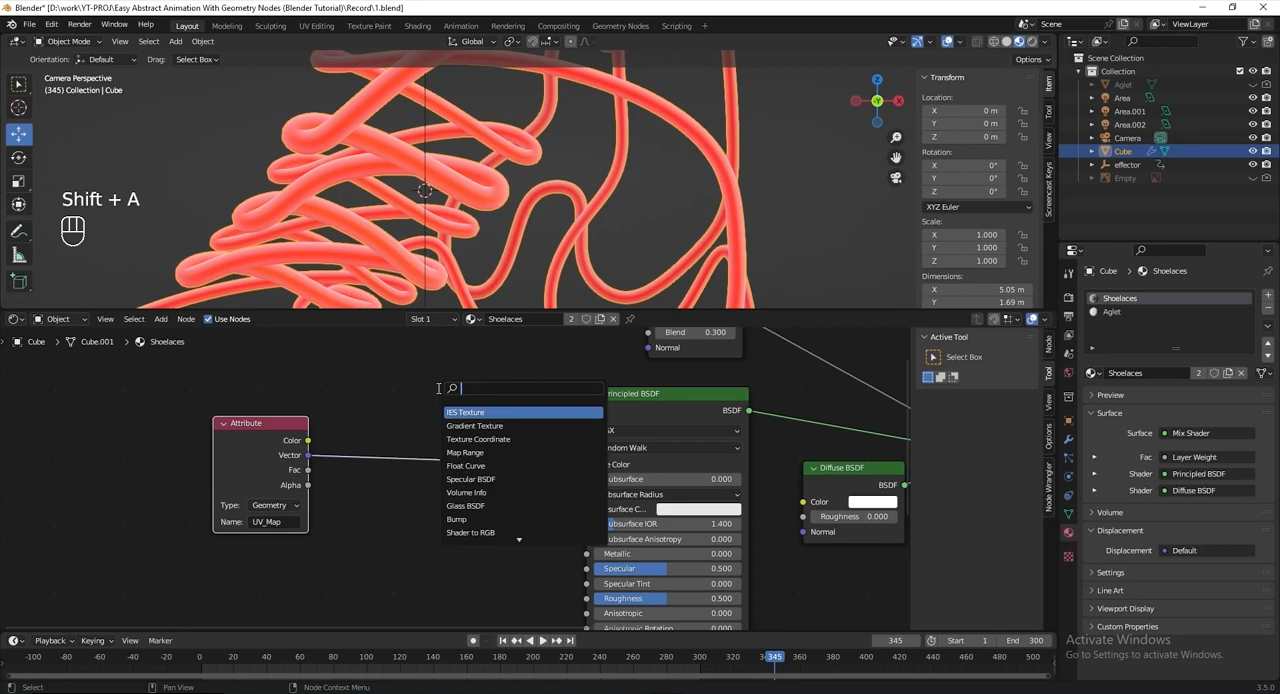 Blender* [D:\work\YT-PROJ\Easy Abstract Animation With Geometry Nodes (Blender Tutorial)\Record\1.blend]
File Edit Render Window Help Layout Modeling Sculpting UV Editing Texture Paint Shading Animation Rendering Compositing Geometry Nodes Scripting + Scene ViewLayer
Object Mode View Select Add Object Global
Orientation: Default Drag: Select Box Options
Camera Perspective
(345) Collection | Cube
Shift + A
Z
Y
X
Transform
Location:
X 0 m
Y 0 m
Z 0 m
Rotation:
X 0°
Y 0°
Z 0°
XYZ Euler
Scale:
X 1.000
Y 1.000
Z 1.000
Dimensions:
X 5.05 m
Y 1.69 m
Item
Tool
View
Screencast Keys
Scene Collection
Collection
Aglet
Area
Area.001
Area.002
Camera
Cube
effector
Empty
Object View Select Add Node Use Nodes Slot 1 Shoelaces 2
Cube Cube.001 Shoelaces
Attribute
Color
Vector
Fac
Alpha
Type: Geometry
Name: UV_Map
IES Texture
Gradient Texture
Texture Coordinate
Map Range
Float Curve
Specular BSDF
Volume Info
Glass BSDF
Bump
Shader to RGB
Blend 0.300
Normal
rincipled BSDF
BSDF
GX
ndom Walk
e Color
ubsurface 0.000
ubsurface Radius
ubsurface C...
ubsurface IOR 1.400
ubsurface Anisotropy 0.000
Metallic 0.000
Specular 0.500
Specular Tint 0.000
Roughness 0.500
Anisotropic 0.000
Anisotropic Rotation 0.000
Diffuse BSDF
BSDF
Color
Roughness 0.000
Normal
Active Tool
Select Box
Node
Tool
View
Options
Node Wrangler
Cube Shoelaces
Shoelaces
Aglet
Shoelaces 2
Preview
Surface
Surface Mix Shader
Fac Layer Weight
Shader Principled BSDF
Shader Diffuse BSDF
Volume
Displacement
Displacement Default
Settings
Line Art
Viewport Display
Custom Properties
Activate Windows
Go to Settings to activate Windows.
Playback Keying View Marker 345 Start 1 End 300
-100 -80 -60 -40 -20 0 20 40 60 80 100 120 140 160 180 200 220 240 260 280 300 320 345 360 380 400 420 440 460 480 500
Select Pan View Node Context Menu 3.5.0